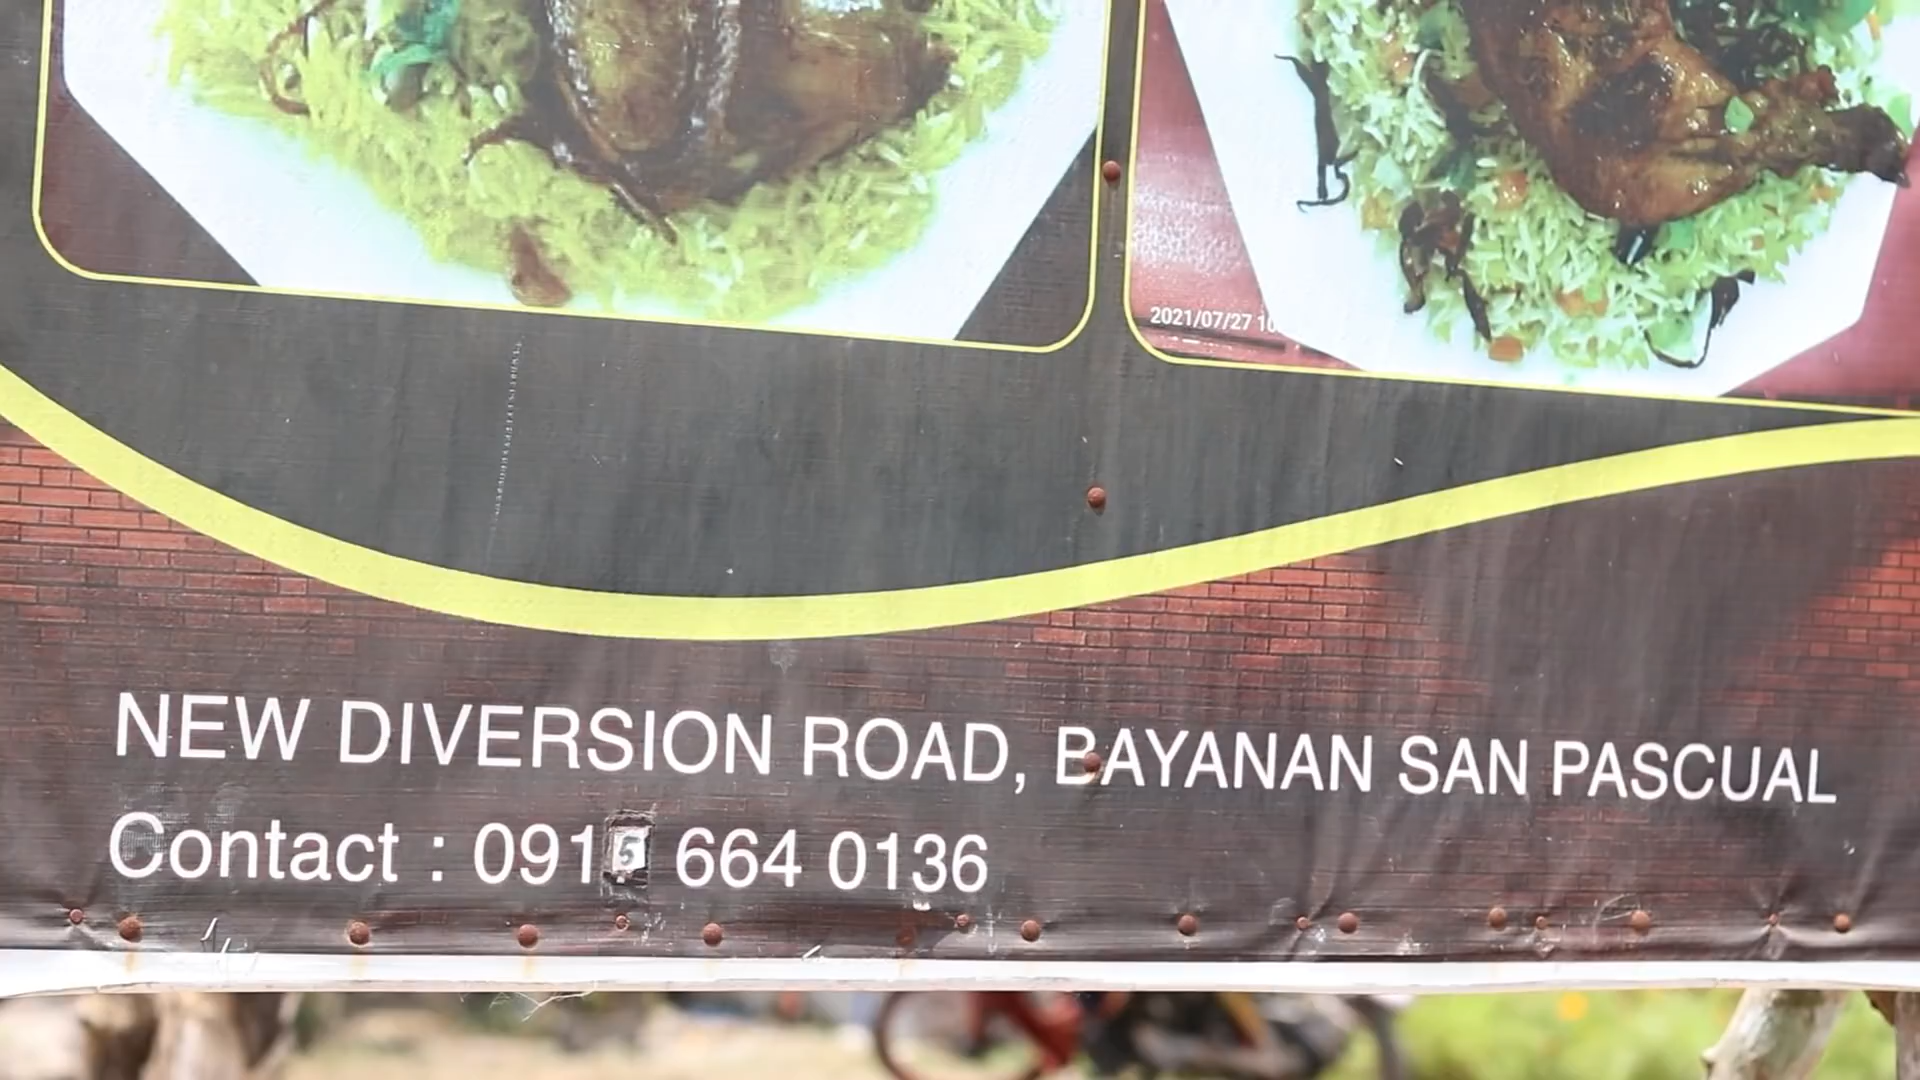 2021/07/27 10
NEW DIVERSION ROAD, BAYANAN SAN PASCUAL
Contact : 0915 664 0136